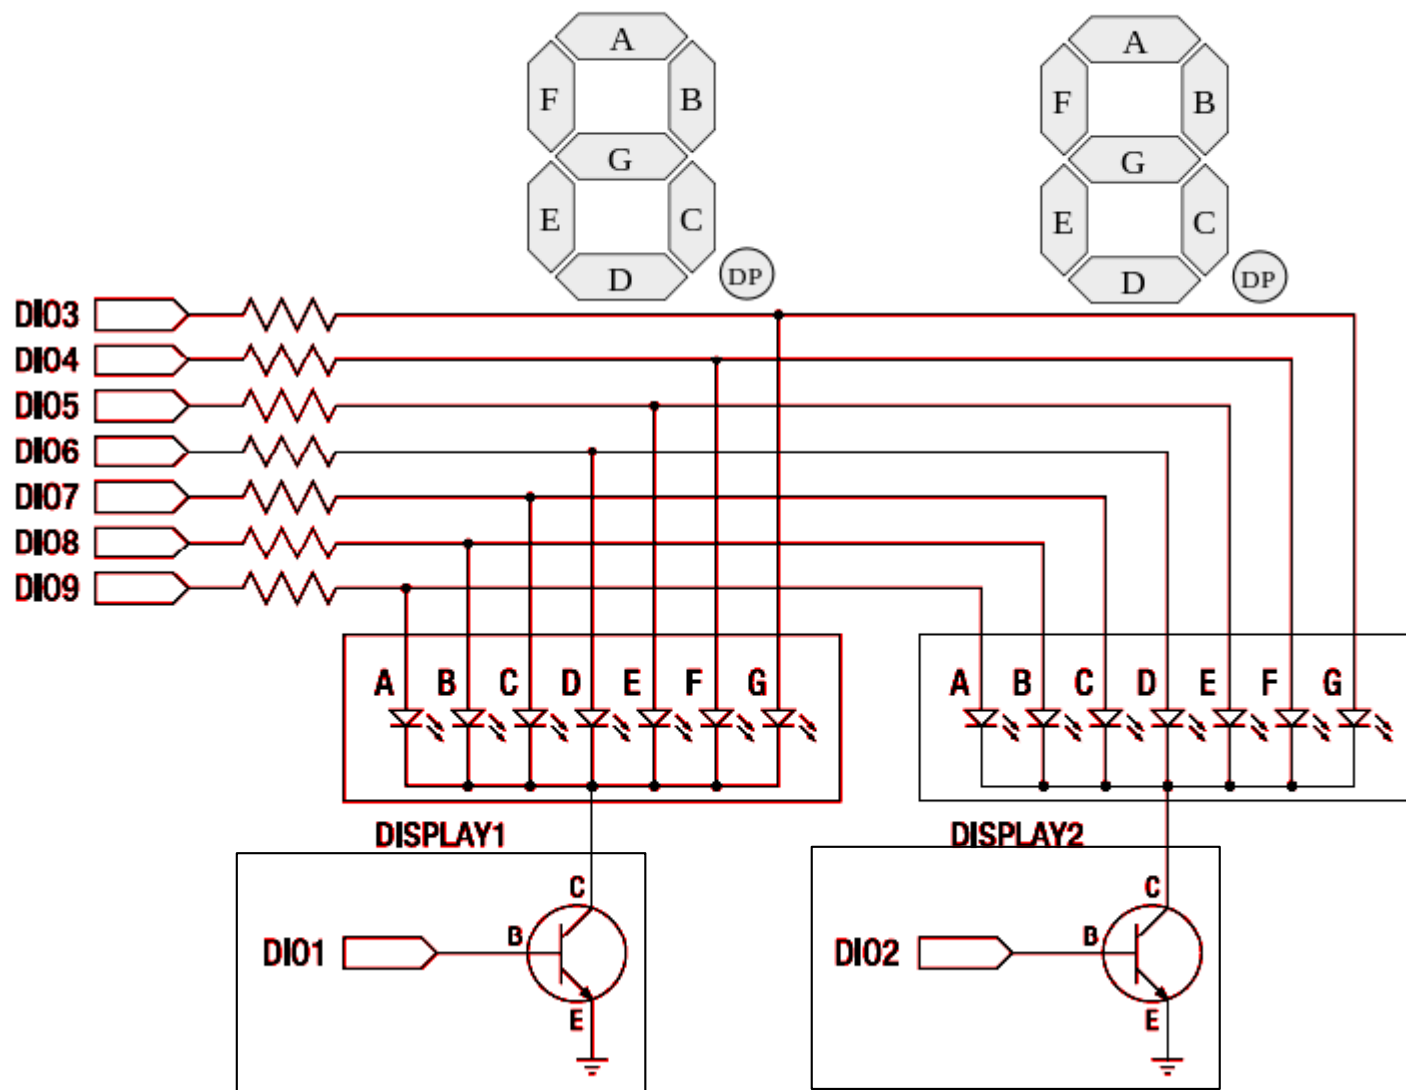 A A
F B F B
G G
E C E C
D DP D DP
DIO3
DIO4
DIO5
DIO6
DIO7
DIO8
DIO9
A B C D E F G
A B C D E F G
DISPLAY1
DISPLAY2
C
B
DIO1
E
C
B
DIO2
E